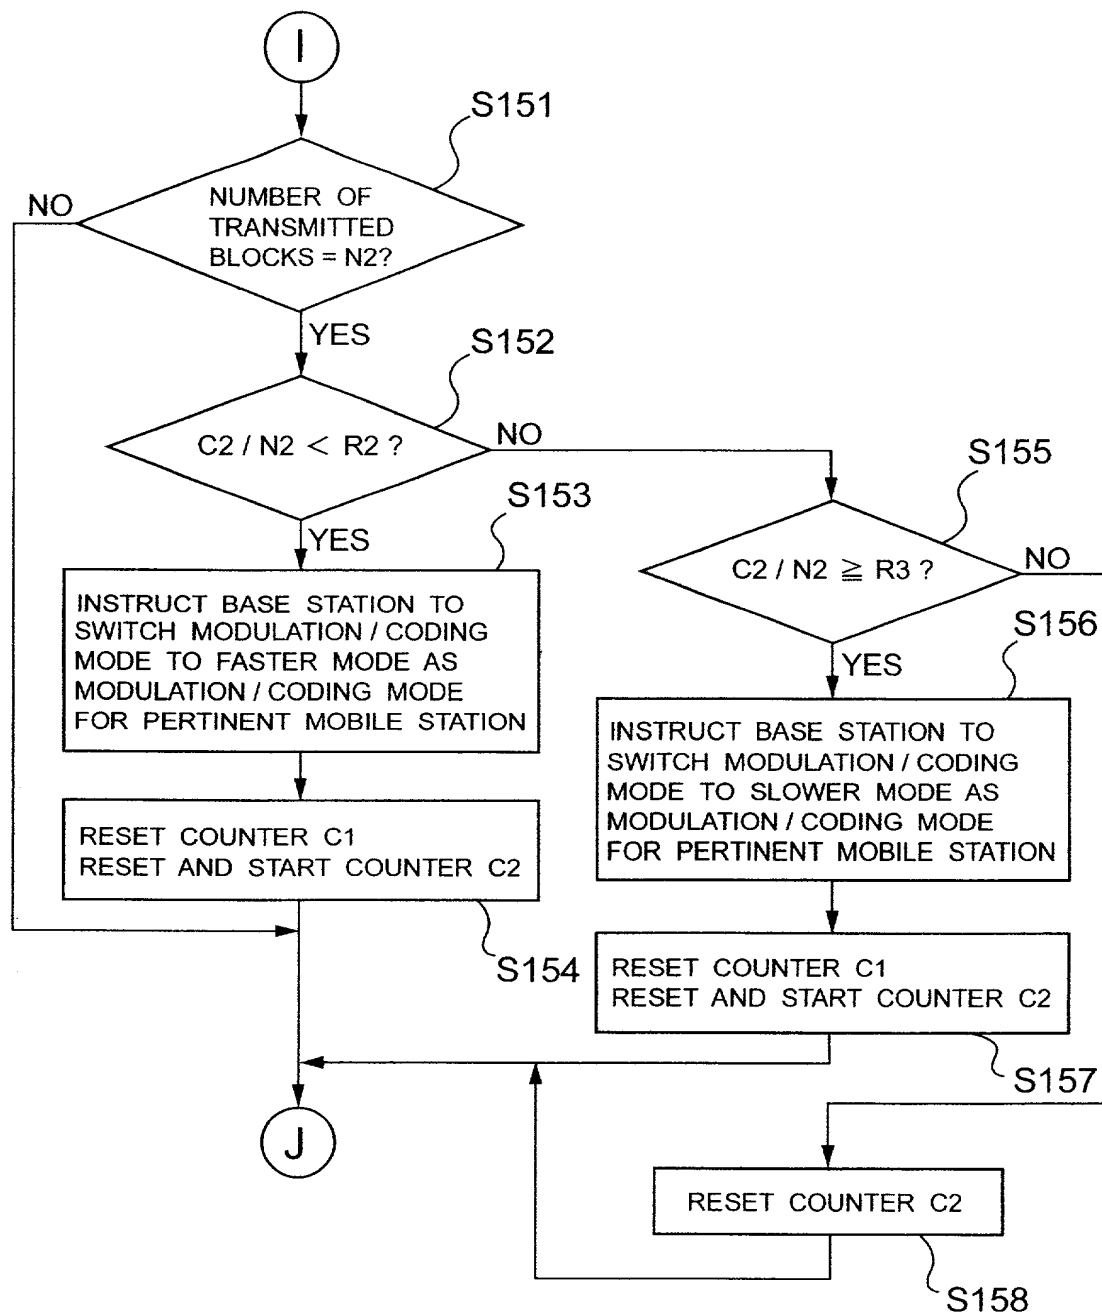 I
S151
NUMBER OF
TRANSMITTED
BLOCKS = N2?
NO
YES
S152
C2 / N2 < R2 ?
NO
YES
S153
INSTRUCT BASE STATION TO
SWITCH MODULATION / CODING
MODE TO FASTER MODE AS
MODULATION / CODING MODE
FOR PERTINENT MOBILE STATION
RESET COUNTER C1
RESET AND START COUNTER C2
S154
S155
C2 / N2 ≧ R3 ?
NO
YES
S156
INSTRUCT BASE STATION TO
SWITCH MODULATION / CODING
MODE TO SLOWER MODE AS
MODULATION / CODING MODE
FOR PERTINENT MOBILE STATION
RESET COUNTER C1
RESET AND START COUNTER C2
S157
J
RESET COUNTER C2
S158